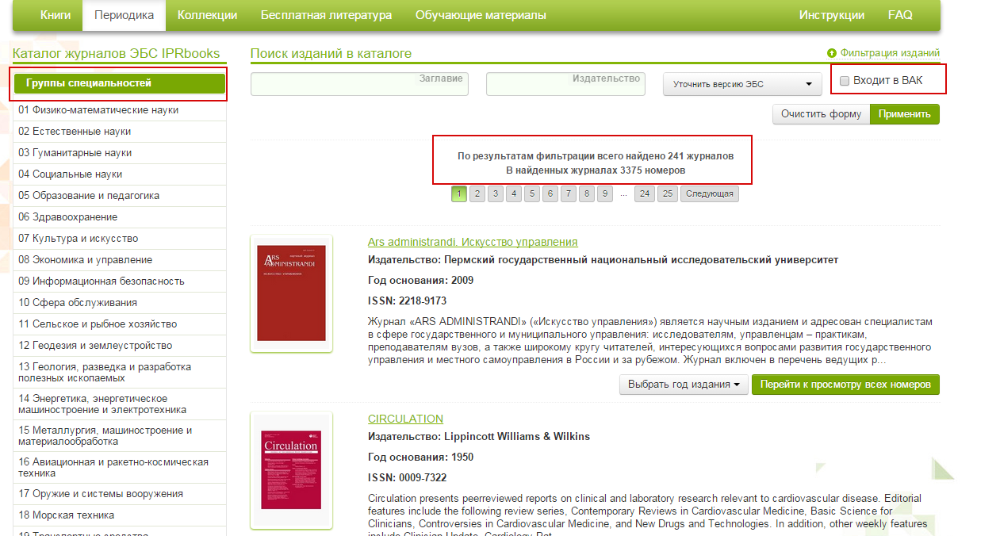 Книги Периодика Коллекции Бесплатная литература Обучающие материалы Инструкции FAQ
Каталог журналов ЭБС IPRbooks
Группы специальностей
01 Физико-математические науки
02 Естественные науки
03 Гуманитарные науки
04 Социальные науки
05 Образование и педагогика
06 Здравоохранение
07 Культура и искусство
08 Экономика и управление
09 Информационная безопасность
10 Сфера обслуживания
11 Сельское и рыбное хозяйство
12 Геодезия и землеустройство
13 Геология, разведка и разработка
полезных ископаемых
14 Энергетика, энергетическое
машиностроение и электротехника
15 Металлургия, машиностроение и
материалообработка
16 Авиационная и ракетно-космическая
техника
17 Оружие и системы вооружения
18 Морская техника
19 Транспортные средства
Поиск изданий в каталоге
Фильтрация изданий
Заглавие Издательство Уточнить версию ЭБС Входит в ВАК
Очистить форму Применить
По результатам фильтрации всего найдено 241 журналов
В найденных журналах 3375 номеров
1 2 3 4 5 6 7 8 9 ... 24 25 Следующая
ARS
ADMINISTRANDI
ИСКУССТВО УПРАВЛЕНИЯ
Ars administrandi. Искусство управления
Издательство: Пермский государственный национальный исследовательский университет
Год основания: 2009
ISSN: 2218-9173
Журнал «ARS ADMINISTRANDI» («Искусство управления») является научным изданием и адресован специалистам
в сфере государственного и муниципального управления: исследователям, управленцам – практикам,
преподавателям вузов, а также широкому кругу читателей, интересующихся вопросами развития государственного
управления и местного самоуправления в России и за рубежом. Журнал включен в перечень ведущих р...
Выбрать год издания Перейти к просмотру всех номеров
Circulation
CIRCULATION
Издательство: Lippincott Williams & Wilkins
Год основания: 1950
ISSN: 0009-7322
Circulation presents peerreviewed reports on clinical and laboratory research relevant to cardiovascular disease. Editorial
features include the following review series, Contemporary Reviews in Cardiovascular Medicine, Basic Science for
Clinicians, Controversies in Cardiovascular Medicine, and New Drugs and Technologies. In addition, other weekly features
include Clinician Update, Cardiology Pat